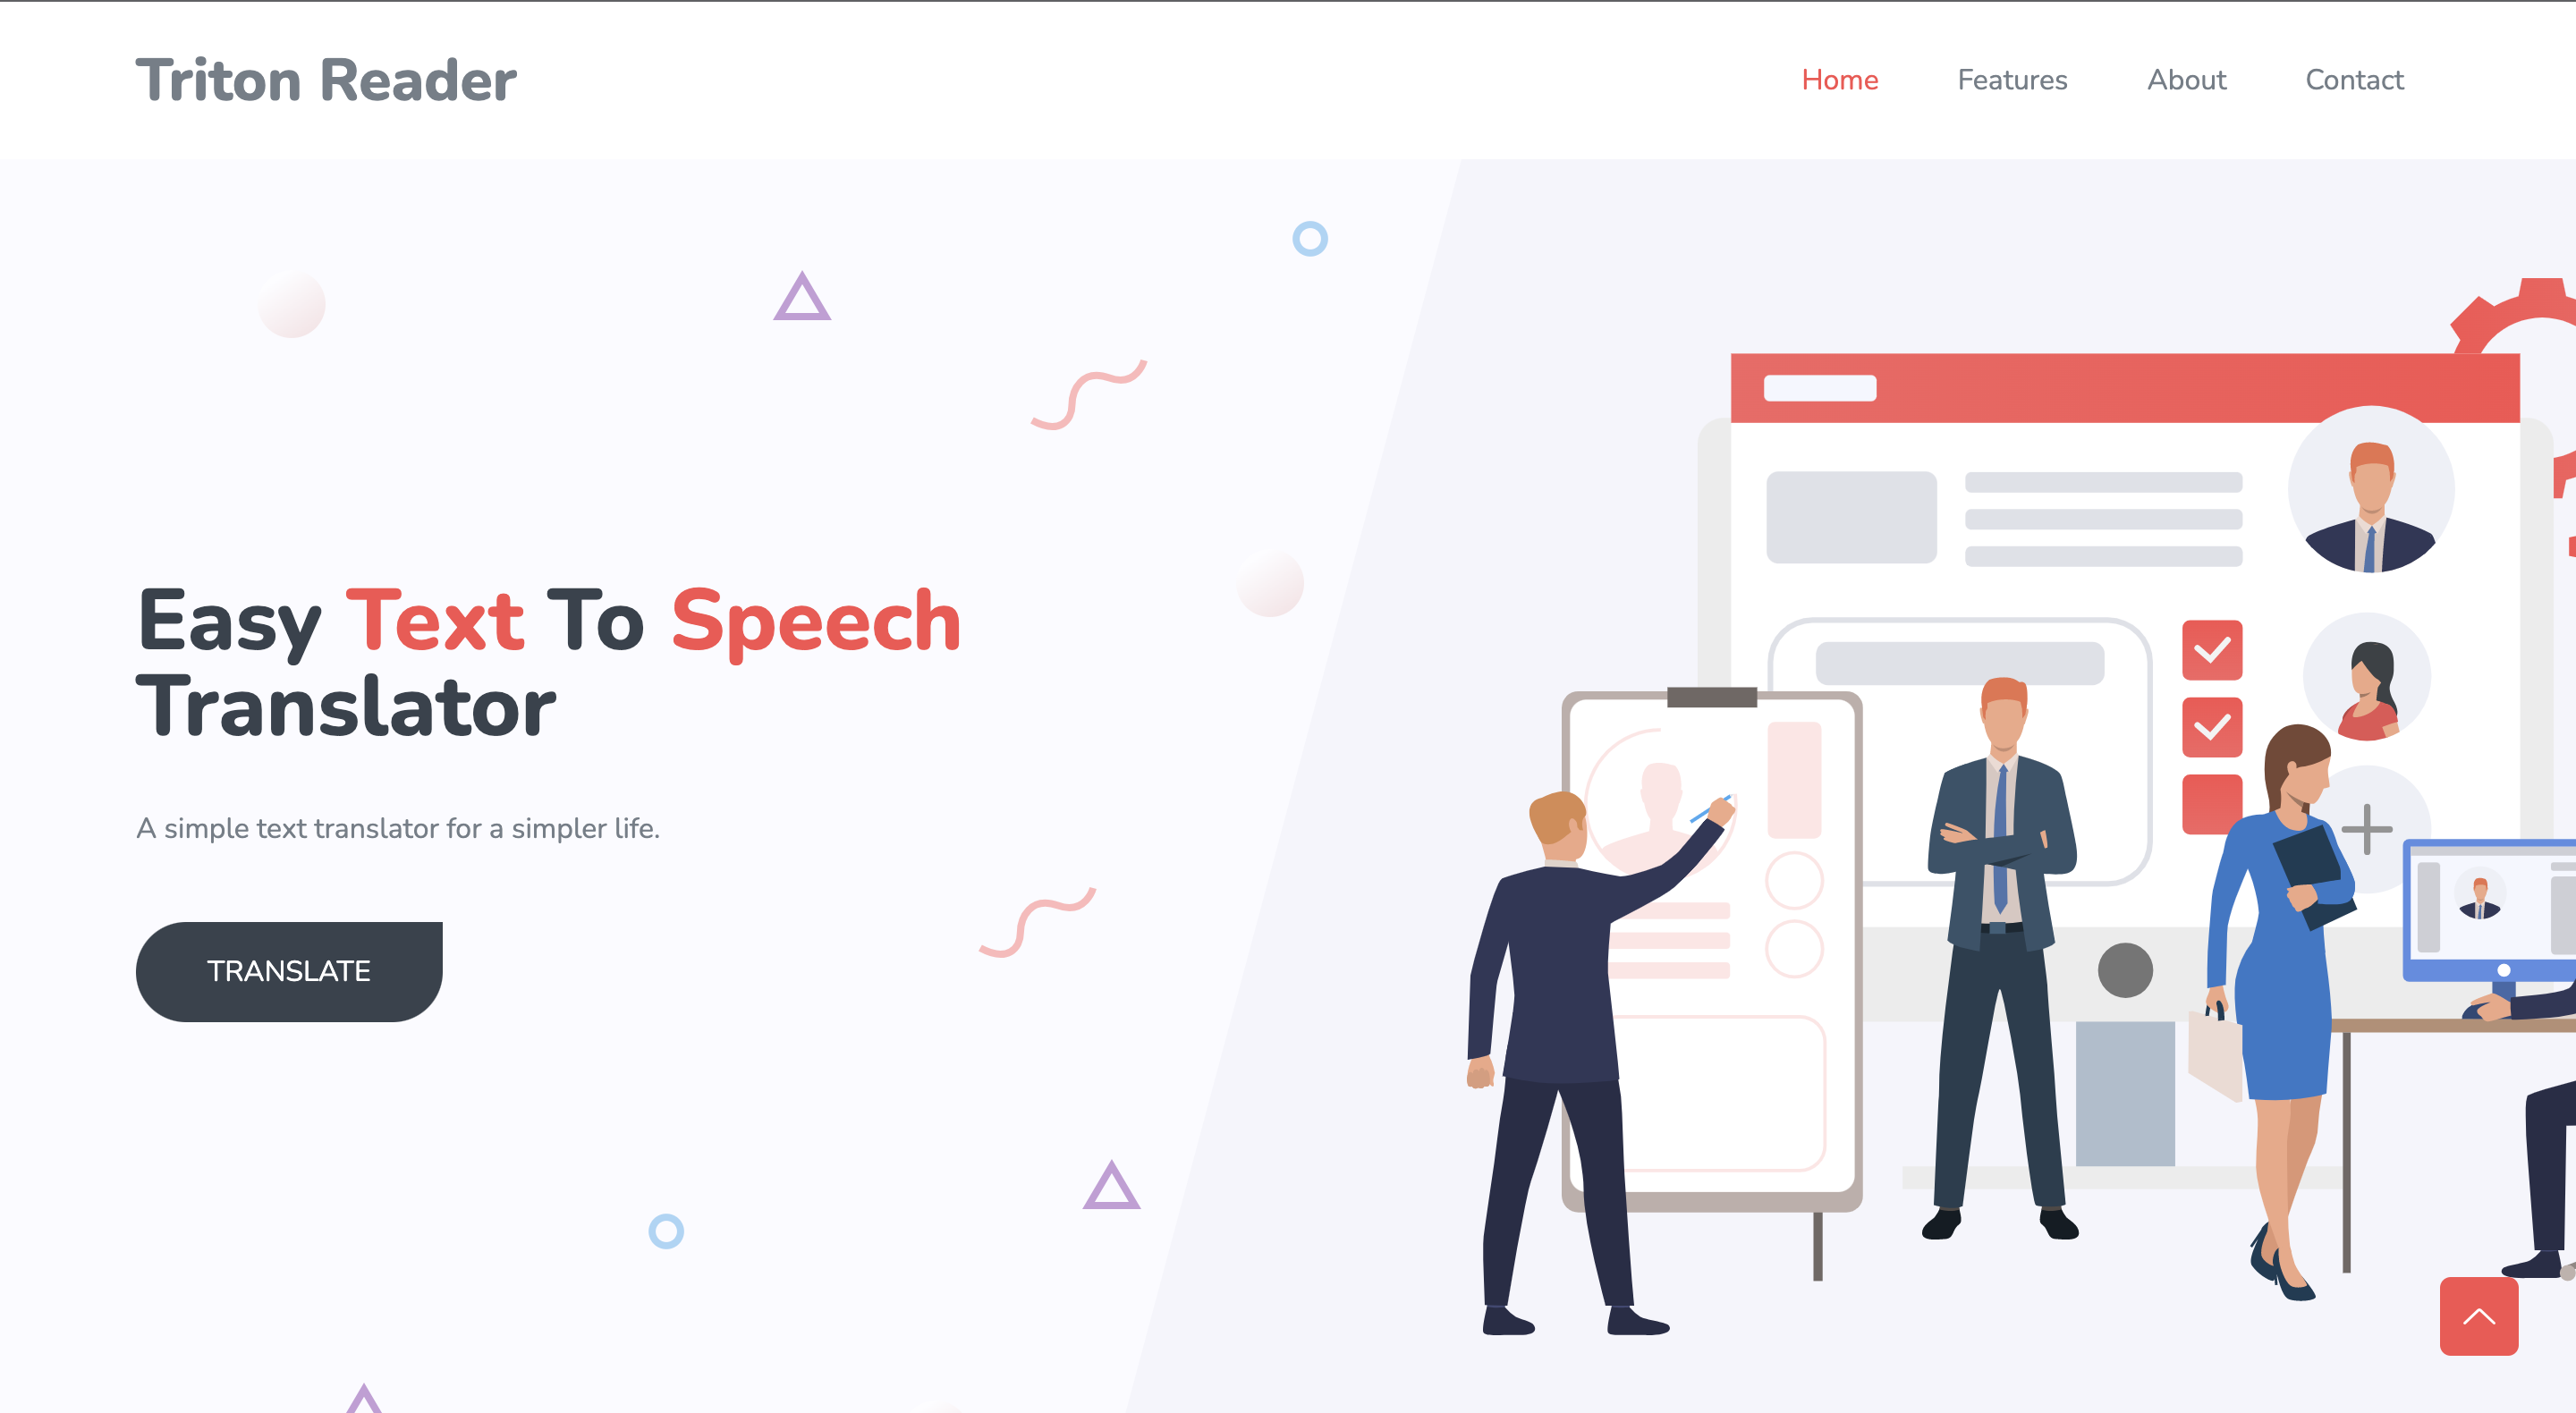 Triton Reader
Home Features About Contact
Easy Text To Speech
Translator
A simple text translator for a simpler life.
TRANSLATE